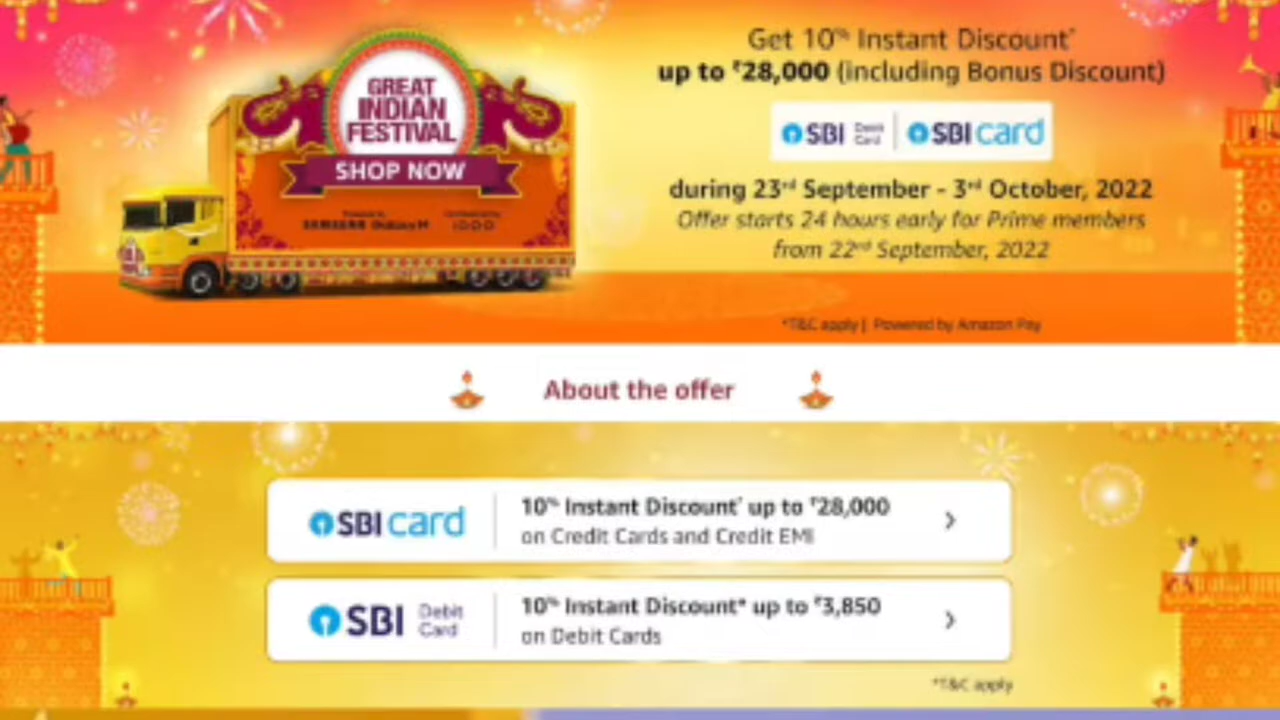 GREAT
INDIAN
FESTIVAL
SHOP NOW
SAMSUNG Galaxy M
iQOO
Get 10% Instant Discount*
up to ₹28,000 (including Bonus Discount)
SBI Debit Card | SBI card
during 23rd September - 3rd October, 2022
Offer starts 24 hours early for Prime members
from 22nd September, 2022
*T&C apply | Powered by Amazon Pay
About the offer
SBI card
10% Instant Discount* up to ₹28,000
on Credit Cards and Credit EMI
SBI Debit Card
10% Instant Discount* up to ₹3,850
on Debit Cards
*T&C apply